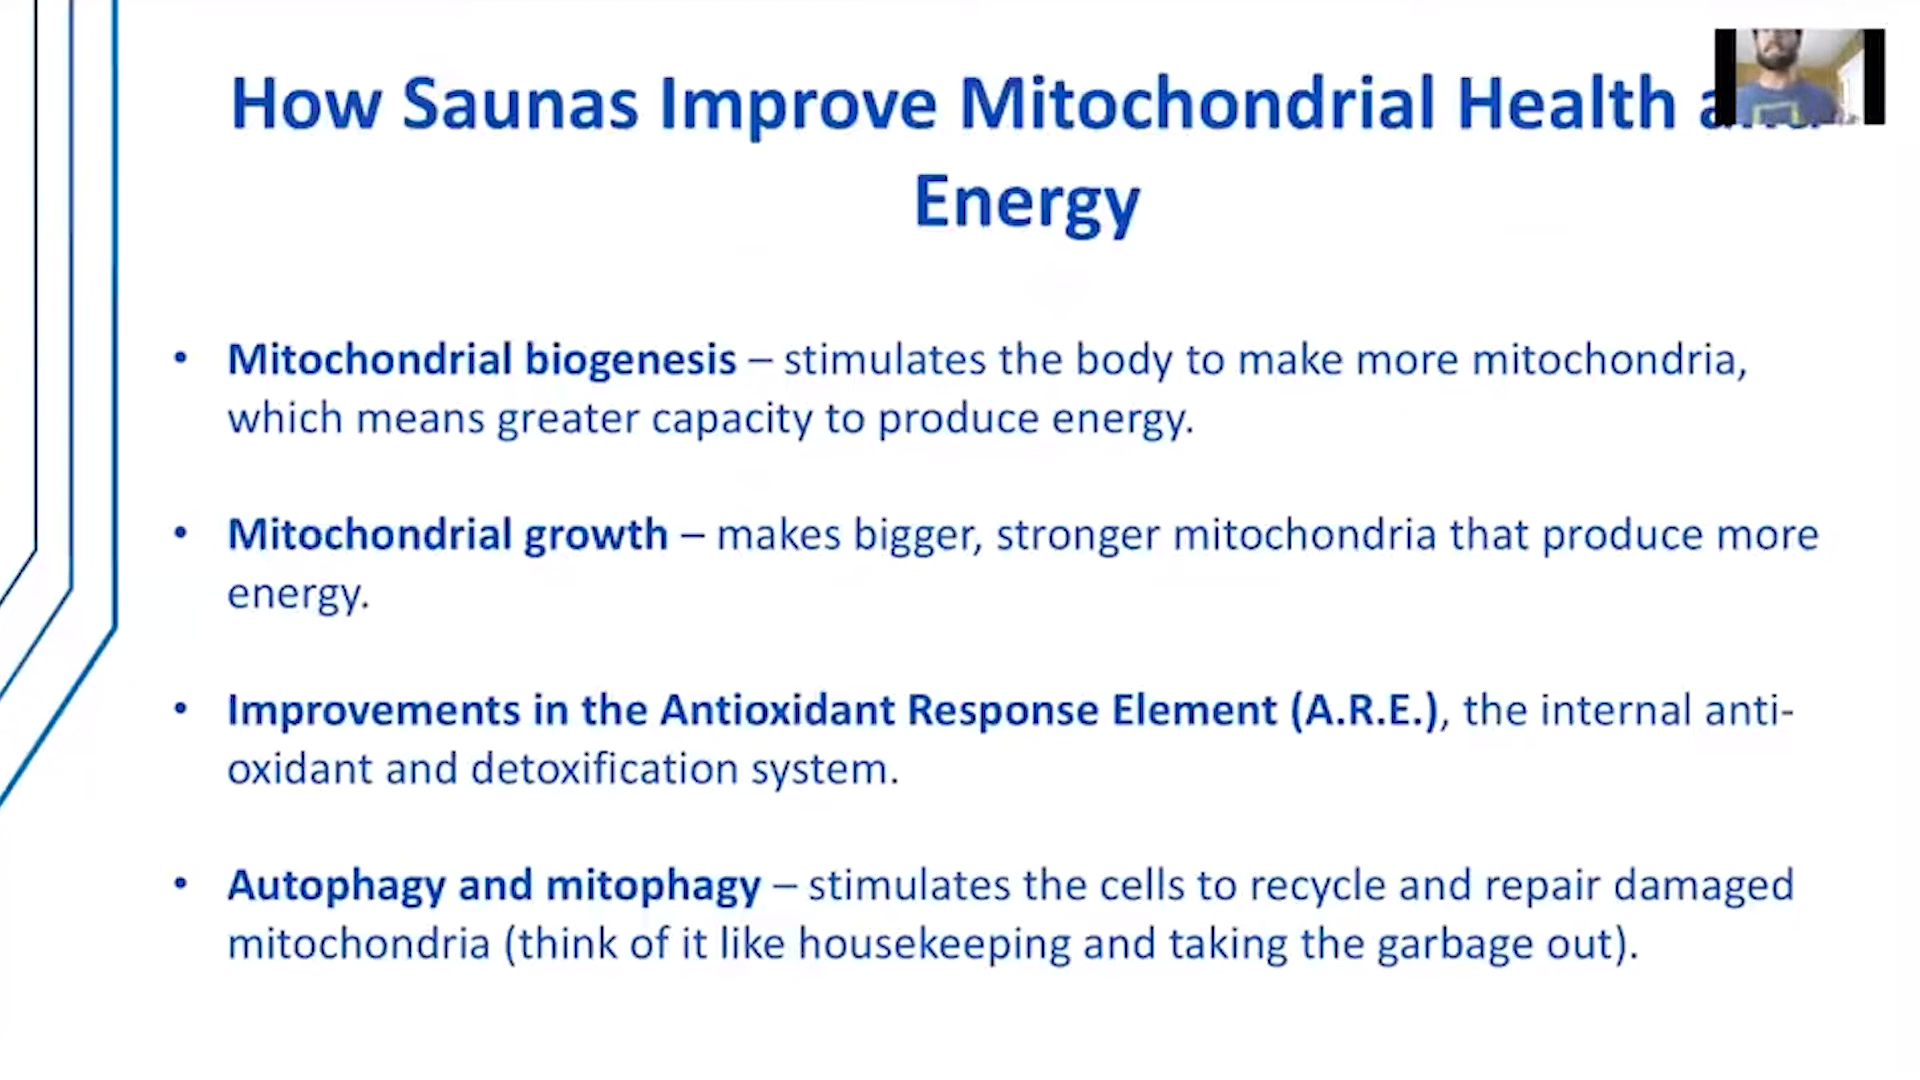 How Saunas Improve Mitochondrial Health
Energy
• Mitochondrial biogenesis – stimulates the body to make more mitochondria,
which means greater capacity to produce energy.
• Mitochondrial growth – makes bigger, stronger mitochondria that produce more
energy.
• Improvements in the Antioxidant Response Element (A.R.E.), the internal anti-
oxidant and detoxification system.
• Autophagy and mitophagy – stimulates the cells to recycle and repair damaged
mitochondria (think of it like housekeeping and taking the garbage out).